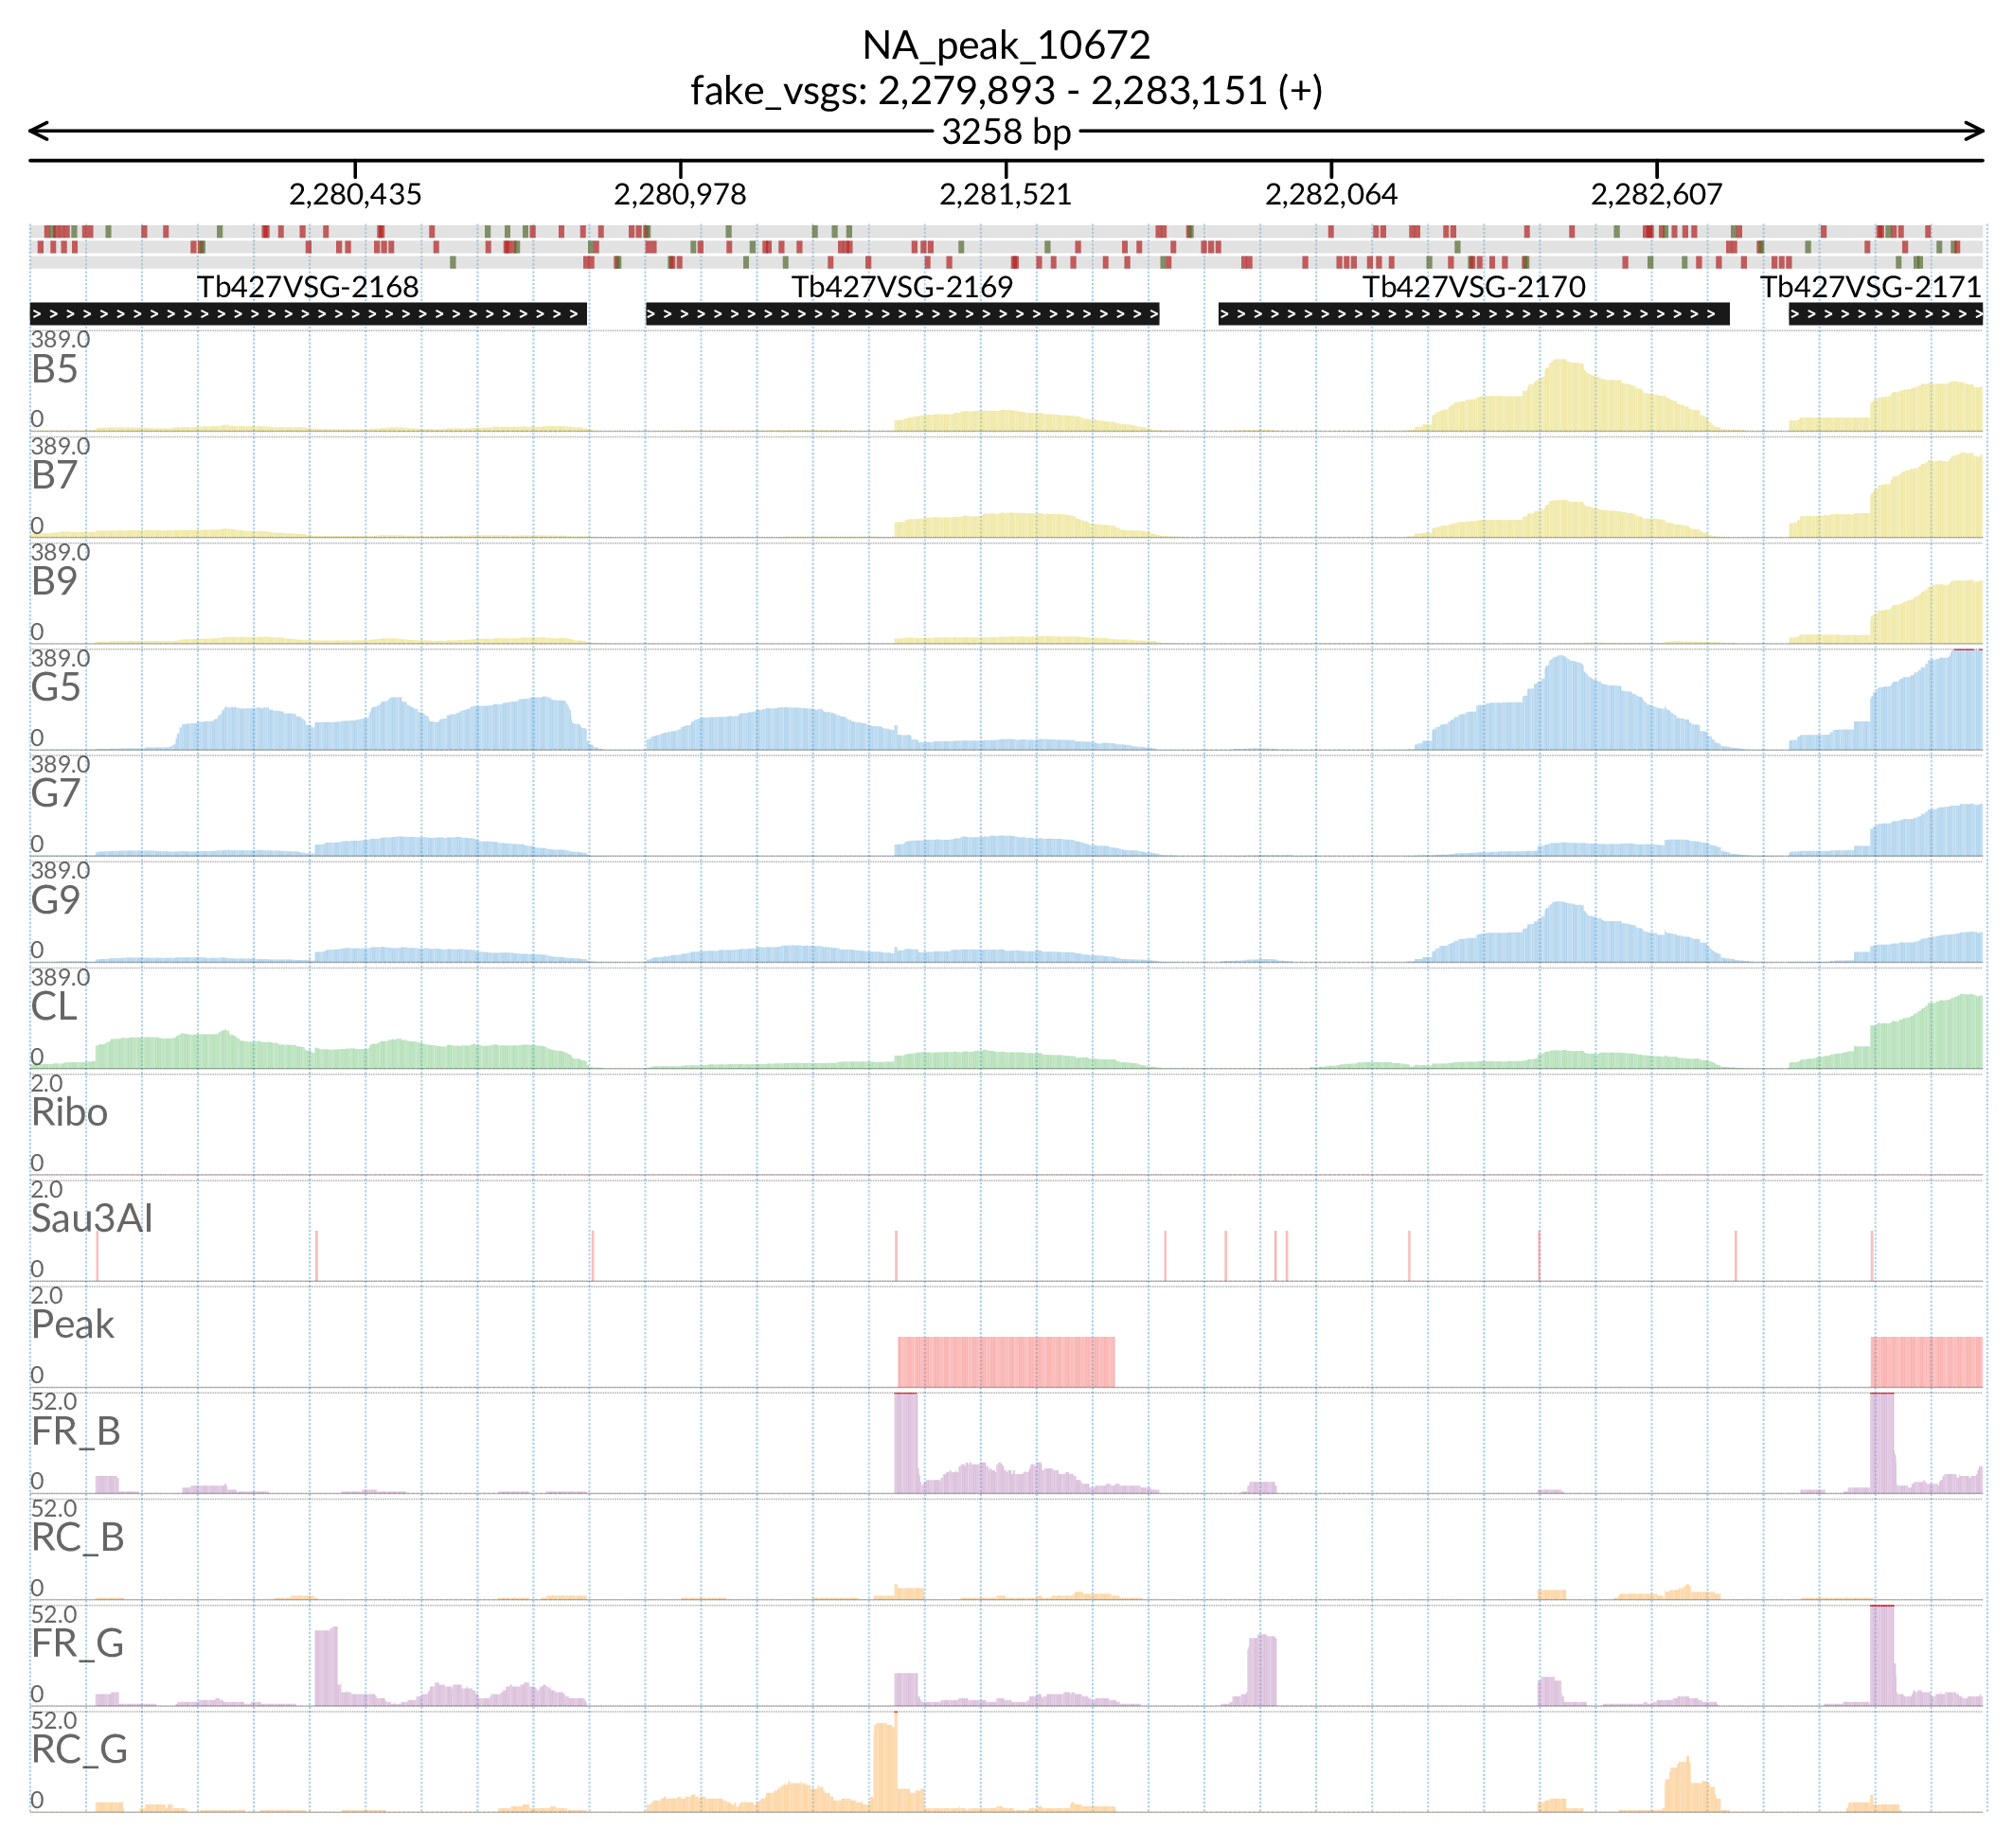 NA_peak_10672
fake_vsgs: 2,279,893 - 2,283,151 (+)
3258 bp
2,280,435 2,280,978 2,281,521 2,282,064 2,282,607
Tb427VSG-2168 Tb427VSG-2169 Tb427VSG-2170 Tb427VSG-2171
389.0
B5
0
389.0
B7
0
389.0
B9
0
389.0
G5
0
389.0
G7
0
389.0
G9
0
389.0
CL
0
2.0
Ribo
0
2.0
Sau3AI
0
2.0
Peak
0
52.0
FR_B
0
52.0
RC_B
0
52.0
FR_G
0
52.0
RC_G
0